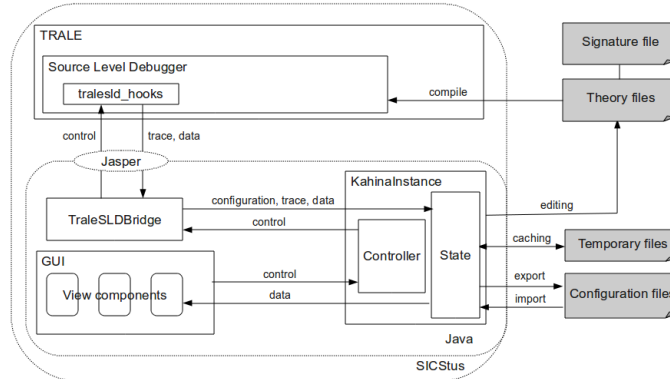 TRALE
Signature file
Source Level Debugger
tralesld_hooks
compile
Theory files
control
trace, data
Jasper
KahinaInstance
TraleSLDBridge
configuration, trace, data
editing
control
Controller
State
caching
Temporary files
GUI
View components
control
export
Configuration files
data
import
Java
SICStus